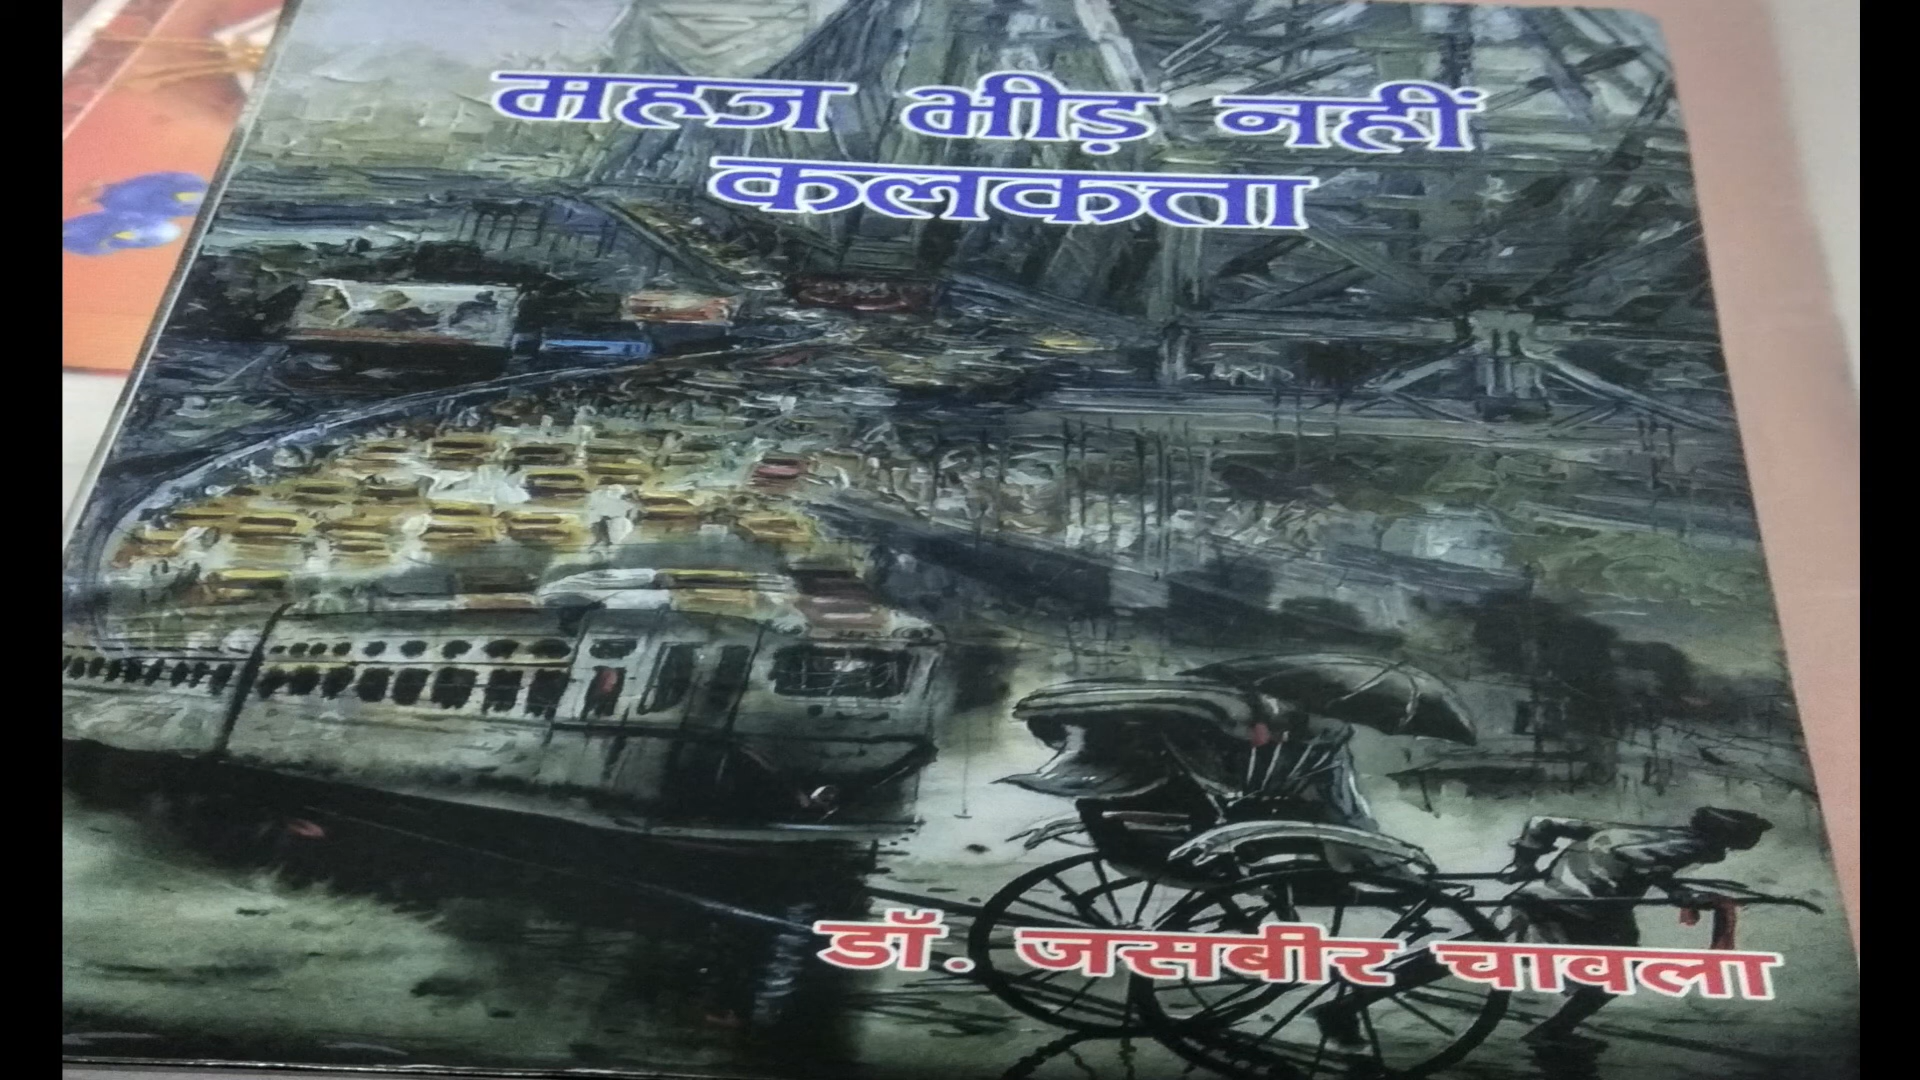 महज भीड़ नहीं
कलकत्ता
डॉ. जसबीर चावला